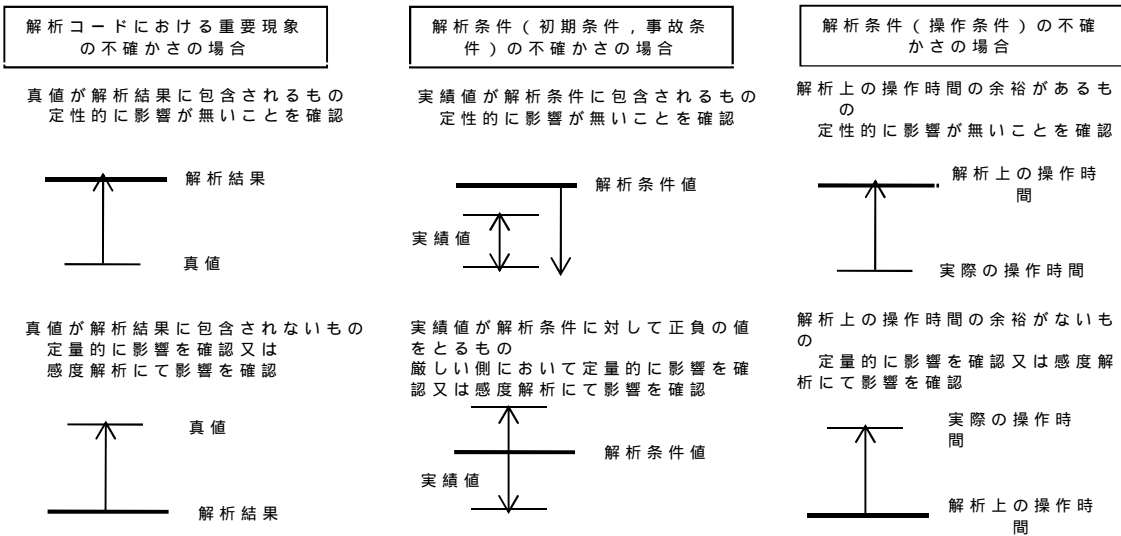 解析コードにおける重要現象
の不確かさの場合
真値が解析結果に包含されるもの
定性的に影響が無いことを確認
解析結果
真値
真値が解析結果に包含されないもの
定量的に影響を確認又は
感度解析にて影響を確認
真値
解析結果
解析条件(初期条件,事故条
件)の不確かさの場合
実績値が解析条件に包含されるもの
定性的に影響が無いことを確認
解析条件値
実績値
実績値が解析条件に対して正負の値
をとるもの
厳しい側において定量的に影響を確
認又は感度解析にて影響を確認
解析条件値
実績値
解析条件(操作条件)の不確
かさの場合
解析上の操作時間の余裕があるも
の
定性的に影響が無いことを確認
解析上の操作時
間
実際の操作時間
解析上の操作時間の余裕がないも
の
定量的に影響を確認又は感度解
析にて影響を確認
実際の操作時
間
解析上の操作時
間